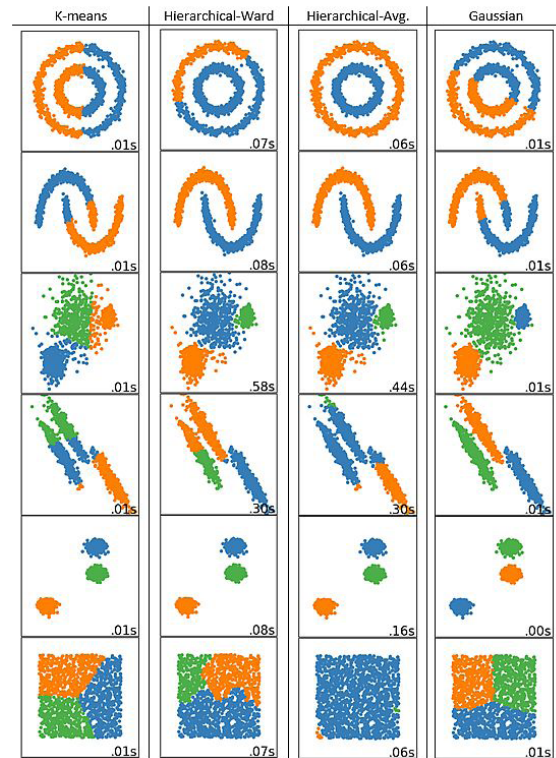 K-means Hierarchical-Ward Hierarchical-Avg. Gaussian
.01s .07s .06s .01s
.01s .08s .06s .01s
.01s .58s .44s .01s
.01s .30s .30s .01s
.01s .08s .16s .00s
.01s .07s .06s .01s